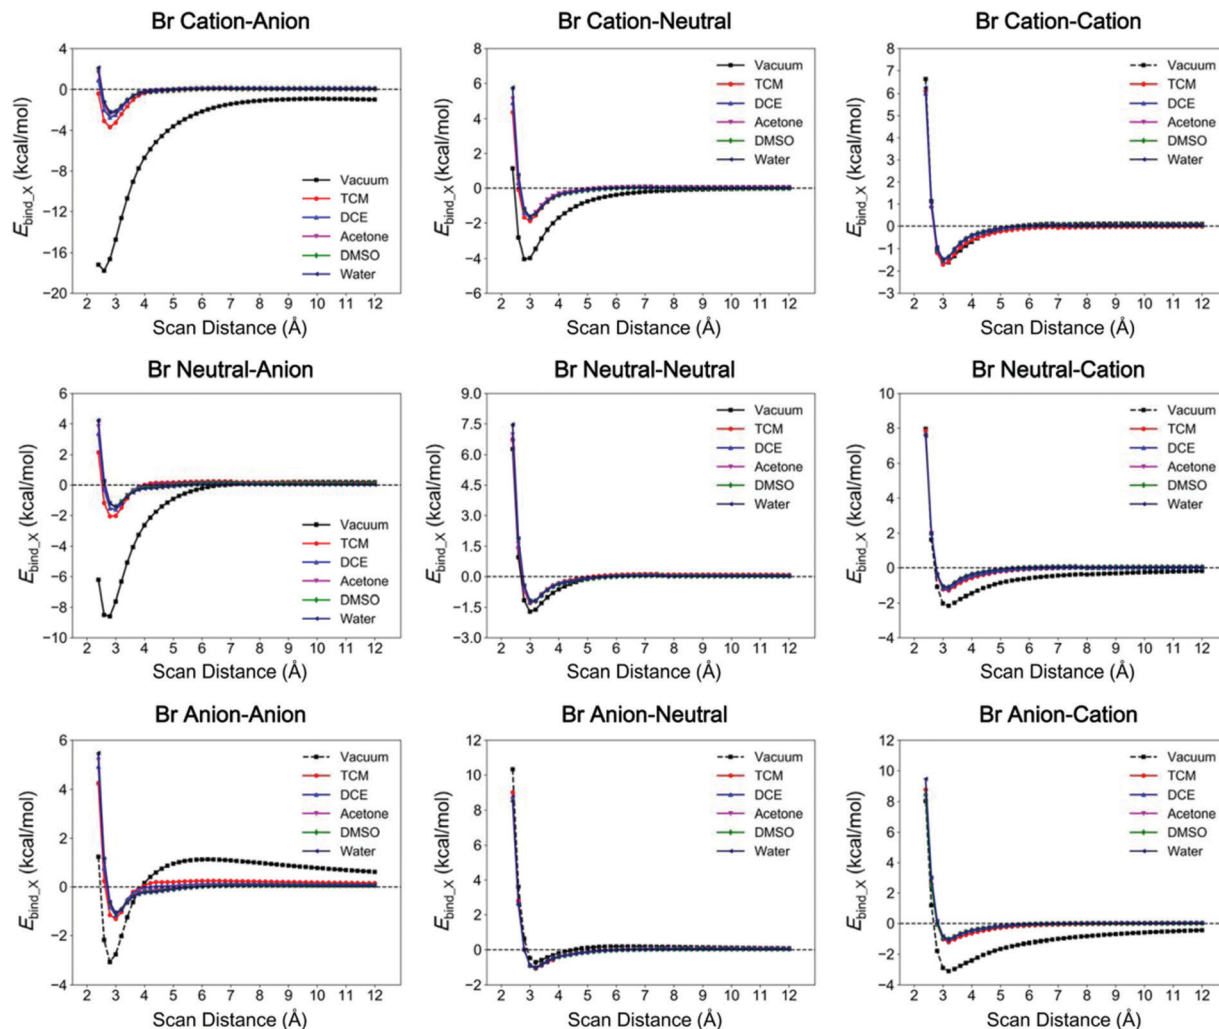 Br Cation-Anion
4
0
−4
−8
−12
−16
−20
E_bind_X (kcal/mol)
Vacuum
TCM
DCE
Acetone
DMSO
Water
2 3 4 5 6 7 8 9 10 11 12
Scan Distance (Å)
Br Cation-Neutral
8
6
4
2
0
−2
−4
−6
E_bind_X (kcal/mol)
Vacuum
TCM
DCE
Acetone
DMSO
Water
2 3 4 5 6 7 8 9 10 11 12
Scan Distance (Å)
Br Cation-Cation
8
7
6
5
4
3
2
1
0
−1
−2
−3
E_bind_X (kcal/mol)
Vacuum
TCM
DCE
Acetone
DMSO
Water
2 3 4 5 6 7 8 9 10 11 12
Scan Distance (Å)
Br Neutral-Anion
6
4
2
0
−2
−4
−6
−8
−10
E_bind_X (kcal/mol)
Vacuum
TCM
DCE
Acetone
DMSO
Water
2 3 4 5 6 7 8 9 10 11 12
Scan Distance (Å)
Br Neutral-Neutral
9.0
7.5
6.0
4.5
3.0
1.5
0.0
−1.5
−3.0
E_bind_X (kcal/mol)
Vacuum
TCM
DCE
Acetone
DMSO
Water
2 3 4 5 6 7 8 9 10 11 12
Scan Distance (Å)
Br Neutral-Cation
10
8
6
4
2
0
−2
−4
E_bind_X (kcal/mol)
Vacuum
TCM
DCE
Acetone
DMSO
Water
2 3 4 5 6 7 8 9 10 11 12
Scan Distance (Å)
Br Anion-Anion
6
4
2
0
−2
−4
E_bind_X (kcal/mol)
Vacuum
TCM
DCE
Acetone
DMSO
Water
2 3 4 5 6 7 8 9 10 11 12
Scan Distance (Å)
Br Anion-Neutral
12
10
8
6
4
2
0
−2
E_bind_X (kcal/mol)
Vacuum
TCM
DCE
Acetone
DMSO
Water
2 3 4 5 6 7 8 9 10 11 12
Scan Distance (Å)
Br Anion-Cation
12
10
8
6
4
2
0
−2
−4
E_bind_X (kcal/mol)
Vacuum
TCM
DCE
Acetone
DMSO
Water
2 3 4 5 6 7 8 9 10 11 12
Scan Distance (Å)